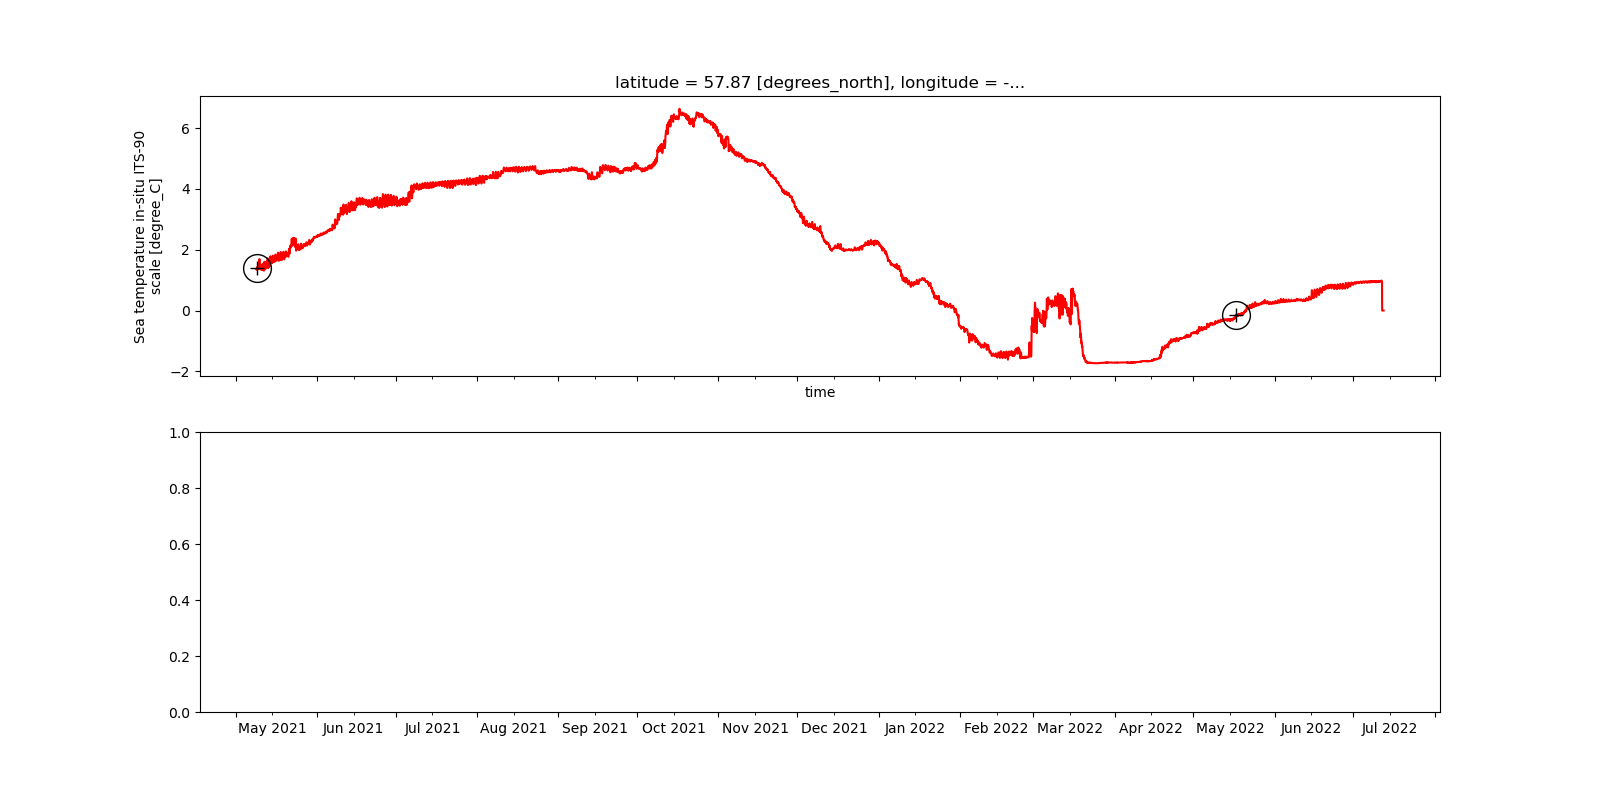 latitude = 57.87 [degrees_north], longitude = -...
Sea temperature in-situ ITS-90
scale [degree_C]
6
4
2
0
−2
time
1.0
0.8
0.6
0.4
0.2
0.0
May 2021 Jun 2021 Jul 2021 Aug 2021 Sep 2021 Oct 2021 Nov 2021 Dec 2021 Jan 2022 Feb 2022 Mar 2022 Apr 2022 May 2022 Jun 2022 Jul 2022